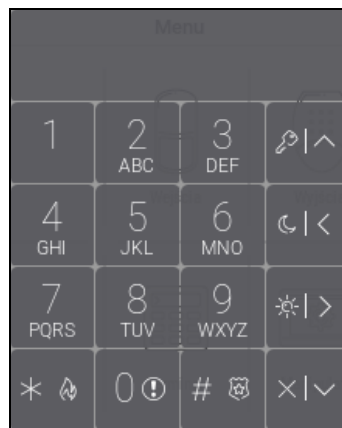 Menu
1 2 3
ABC DEF
4 5 6
GHI JKL MNO
7 8 9
PQRS TUV WXYZ
* 0 #